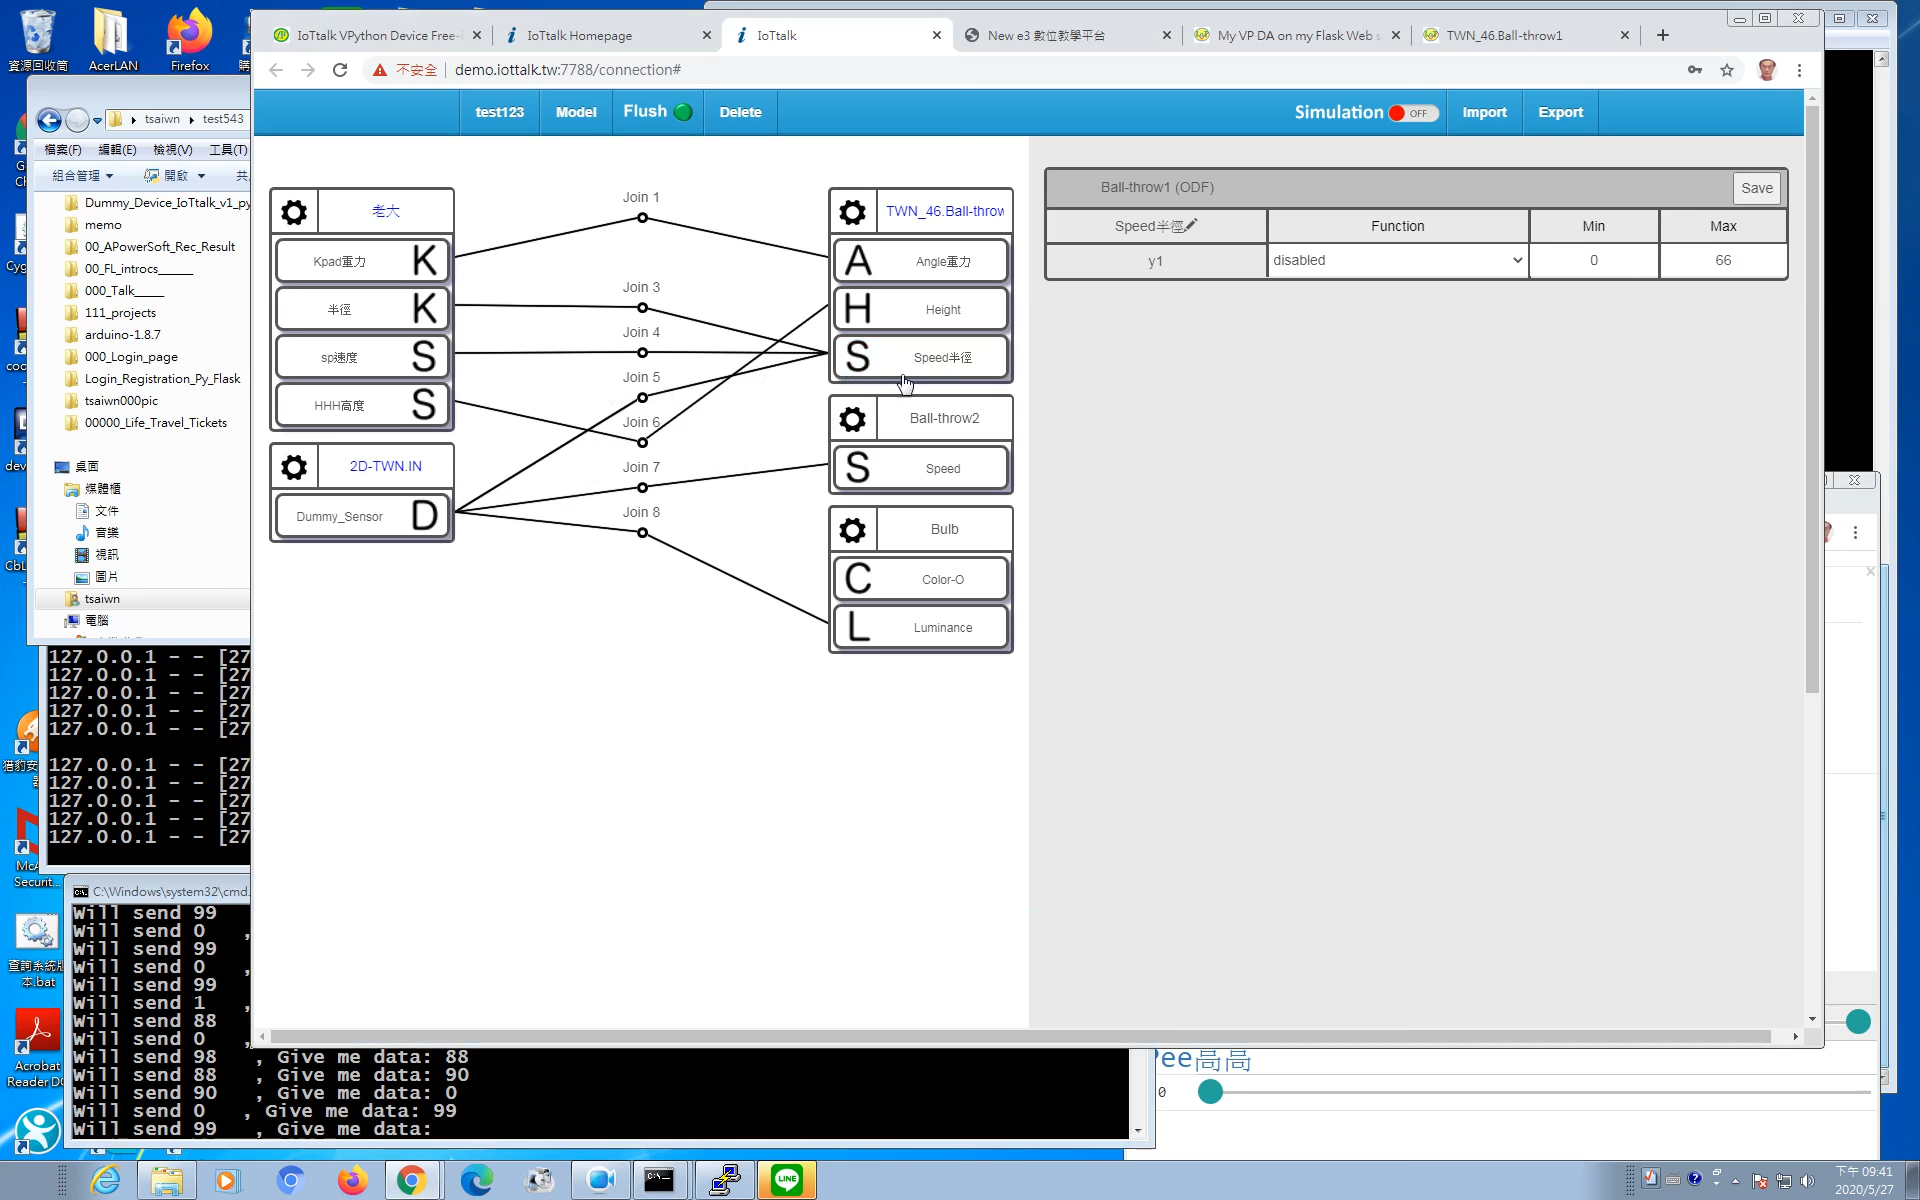 資源回收筒
AcerLAN
Firefox
IoTtalk VPython Device Free-
IoTtalk Homepage
IoTtalk
New e3 數位教學平台
My VP DA on my Flask Web s
TWN_46.Ball-throw1
不安全 demo.iottalk.tw:7788/connection#
tsaiwn test543
檔案(F) 編輯(E) 檢視(V) 工具(T)
組合管理 開啟
Dummy_Device_IoTtalk_v1_py
memo
00_APowerSoft_Rec_Result
00_FL_introcs______
000_Talk_____
111_projects
arduino-1.8.7
000_Login_page
Login_Registration_Py_Flask
tsaiwn000pic
00000_Life_Travel_Tickets
桌面
媒體櫃
文件
音樂
視訊
圖片
tsaiwn
電腦
test123 Model Flush Delete Simulation OFF Import Export
老大
Kpad重力 K
半徑 K
sp速度 S
HHH高度 S
2D-TWN.IN
Dummy_Sensor D
Join 1
Join 3
Join 4
Join 5
Join 6
Join 7
Join 8
TWN_46.Ball-throw
A Angle重力
H Height
S Speed半徑
Ball-throw2
S Speed
Bulb
C Color-O
L Luminance
Ball-throw1 (ODF) Save
Speed半徑 Function Min Max
y1 disabled 0 66
127.0.0.1 - - [27
127.0.0.1 - - [27
127.0.0.1 - - [27
127.0.0.1 - - [27
127.0.0.1 - - [27
127.0.0.1 - - [27
127.0.0.1 - - [27
127.0.0.1 - - [27
127.0.0.1 - - [27
127.0.0.1 - - [27
C:\Windows\system32\cmd.
Will send 99
Will send 0 ,
Will send 99
Will send 0 ,
Will send 99
Will send 1 ,
Will send 88
Will send 0 ,
Will send 98 , Give me data: 88
Will send 88 , Give me data: 90
Will send 90 , Give me data: 0
Will send 0 , Give me data: 99
Will send 99 , Give me data:
Securit...
查詢系統版
本.bat
Acrobat
Reader DC
ee高高
0
LINE
下午 09:41
2020/5/27